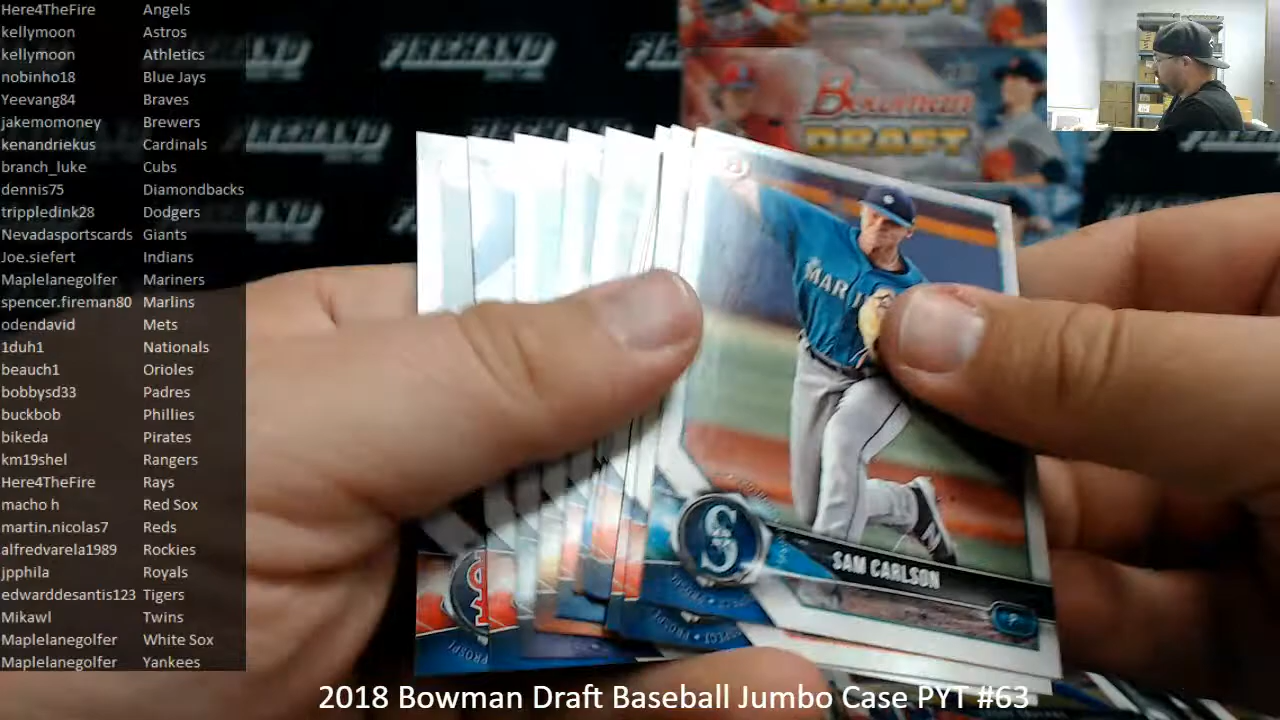 Here4TheFire Angels
kellymoon Astros
kellymoon Athletics
nobinho18 Blue Jays
Yeevang84 Braves
jakemomoney Brewers
kenandriekus Cardinals
branch_luke Cubs
dennis75 Diamondbacks
trippledink28 Dodgers
Nevadasportscards Giants
Joe.siefert Indians
Maplelanegolfer Mariners
spencer.fireman80 Marlins
odendavid Mets
1duh1 Nationals
beauch1 Orioles
bobbysd33 Padres
buckbob Phillies
bikeda Pirates
km19shel Rangers
Here4TheFire Rays
macho h Red Sox
martin.nicolas7 Reds
alfredvarela1989 Rockies
jpphila Royals
edwarddesantis123 Tigers
Mikawl Twins
Maplelanegolfer White Sox
Maplelanegolfer Yankees
FIREHAND
DRAFT
Bowman
DRAFT
FIREHAND
MARI
S
SAM CARLSON
P
PROSPECT
2018 Bowman Draft Baseball Jumbo Case PYT #63